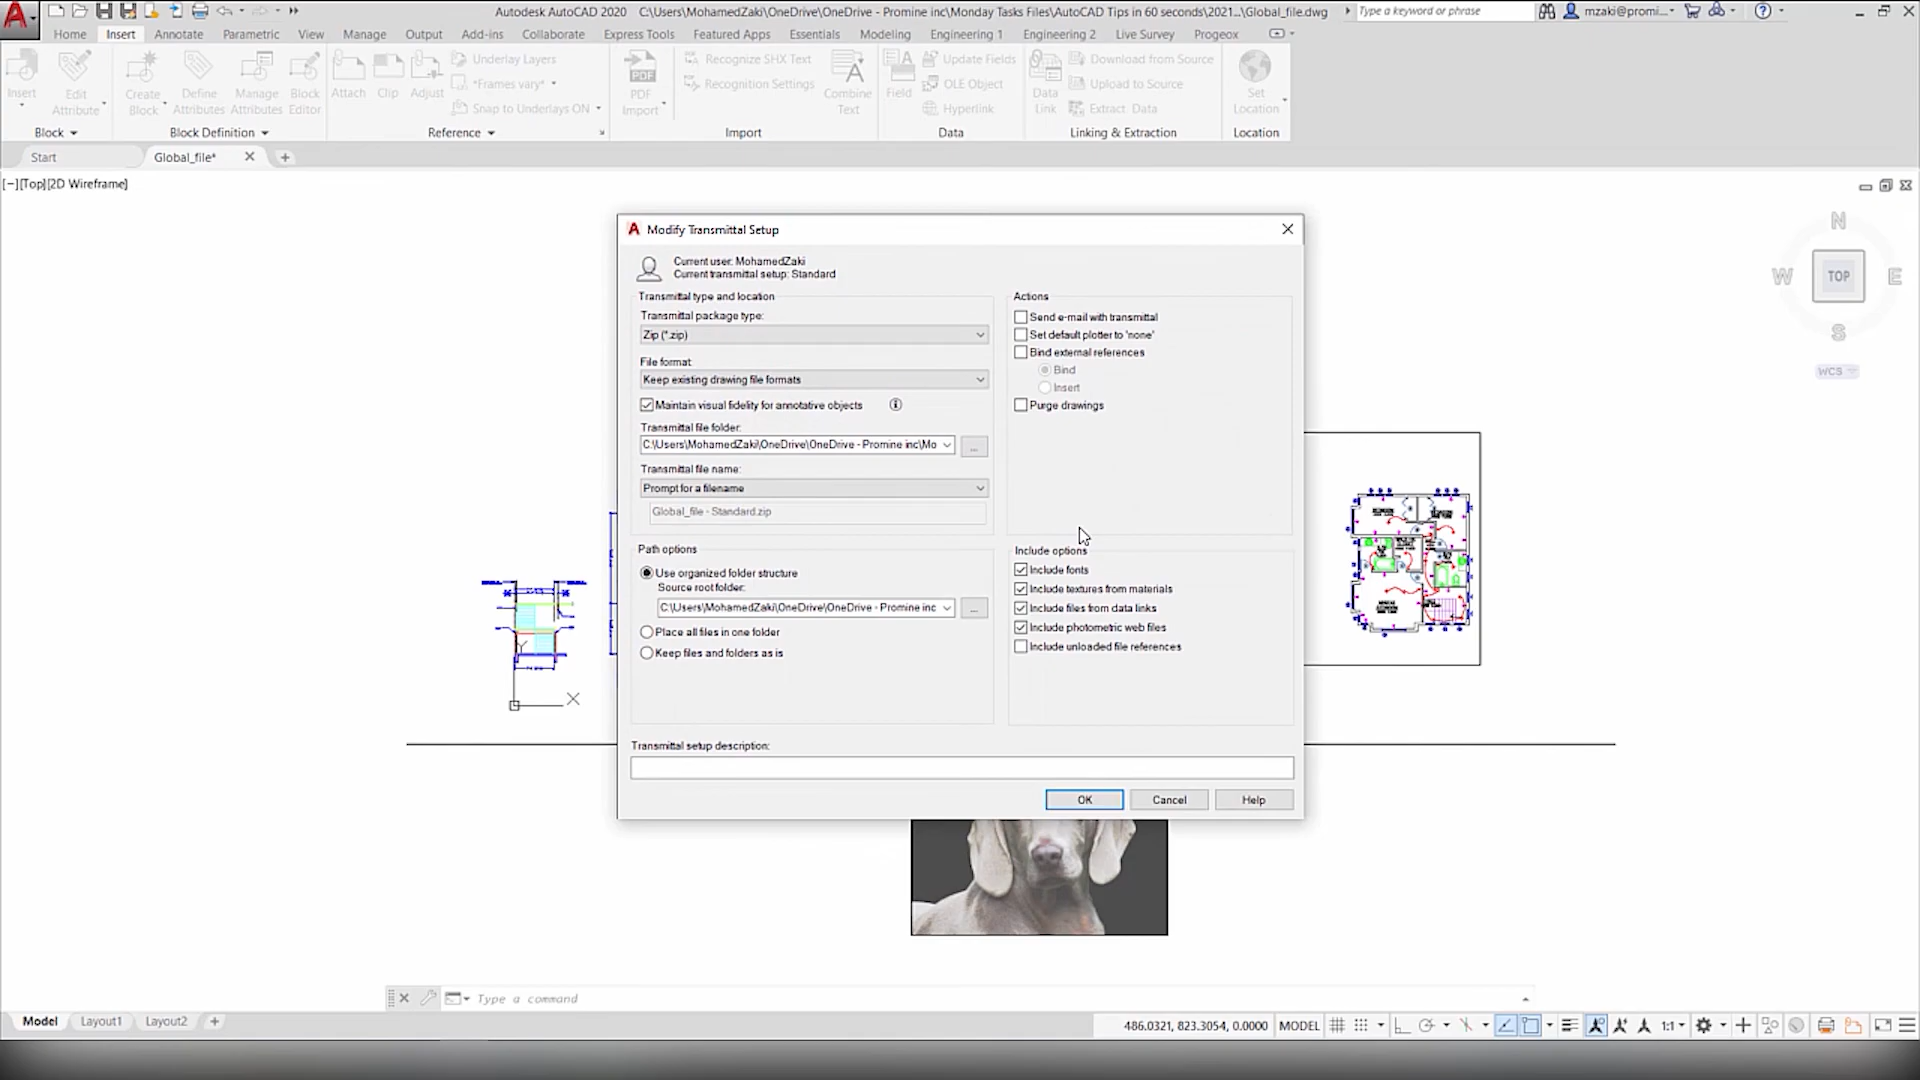 Autodesk AutoCAD 2020 C:\Users\MohamedZaki\OneDrive\OneDrive - Promine inc\Monday Tasks Files\AutoCAD Tips in 60 seconds\2021...\Global_file.dwg
Type a keyword or phrase
mzaki@promi...
Home Insert Annotate Parametric View Manage Output Add-ins Collaborate Express Tools Featured Apps Essentials Modeling Engineering 1 Engineering 2 Live Survey Progeox
Insert
Edit
Attribute
Create
Block
Define
Attributes
Manage
Attributes
Block
Editor
Attach
Clip
Adjust
Underlay Layers
*Frames vary*
Snap to Underlays ON
PDF
Import
Recognize SHX Text
Recognition Settings
Combine
Text
Field
Update Fields
OLE Object
Hyperlink
Data
Link
Download from Source
Upload to Source
Extract Data
Set
Location
Block
Block Definition
Reference
Import
Data
Linking & Extraction
Location
Start
Global_file*
[−][Top][2D Wireframe]
N
W
TOP
E
S
WCS
Modify Transmittal Setup
Current user: MohamedZaki
Current transmittal setup: Standard
Transmittal type and location
Transmittal package type:
Zip (*.zip)
File format:
Keep existing drawing file formats
Maintain visual fidelity for annotative objects
Transmittal file folder:
C:\Users\MohamedZaki\OneDrive\OneDrive - Promine inc\Mo
...
Transmittal file name:
Prompt for a filename
Global_file - Standard.zip
Path options
Use organized folder structure
Source root folder:
C:\Users\MohamedZaki\OneDrive\OneDrive - Promine inc
...
Place all files in one folder
Keep files and folders as is
Actions
Send e-mail with transmittal
Set default plotter to 'none'
Bind external references
Bind
Insert
Purge drawings
Include options
Include fonts
Include textures from materials
Include files from data links
Include photometric web files
Include unloaded file references
Transmittal setup description:
OK
Cancel
Help
Y
X
Type a command
Model
Layout1
Layout2
486.0321, 823.3054, 0.0000
MODEL
1:1